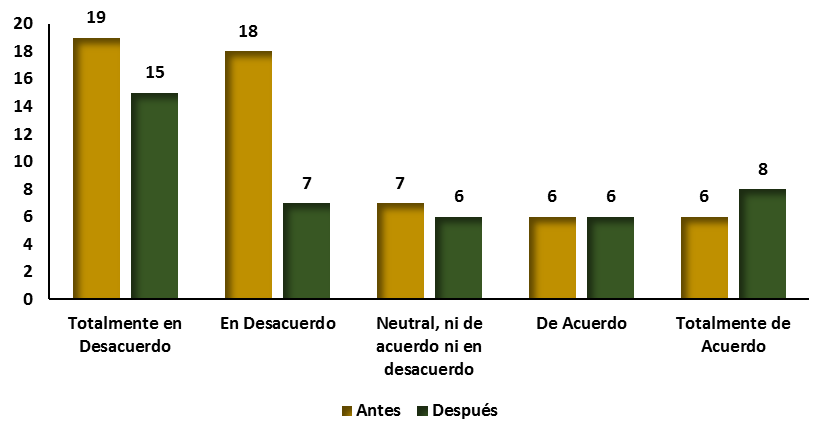 20
18
16
14
12
10
8
6
4
2
0
19
15
18
7
7
6
6
6
6
8
Totalmente en
Desacuerdo
En Desacuerdo
Neutral, ni de
acuerdo ni en
desacuerdo
De Acuerdo
Totalmente de
Acuerdo
Antes
Después